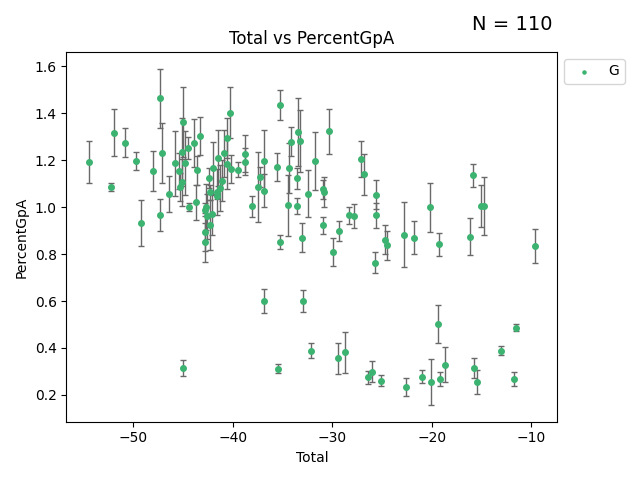 N = 110
Total vs PercentGpA
G
PercentGpA
1.6
1.4
1.2
1.0
0.8
0.6
0.4
0.2
−50 −40 −30 −20 −10
Total